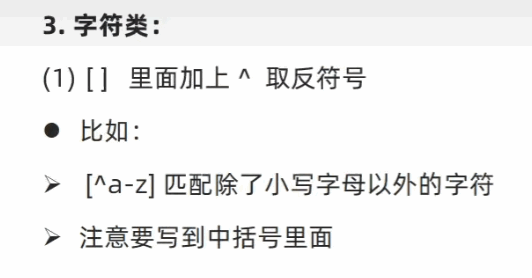 3. 字符类：
(1) [ ] 里面加上 ^ 取反符号
● 比如：
➢ [^a-z] 匹配除了小写字母以外的字符
➢ 注意要写到中括号里面